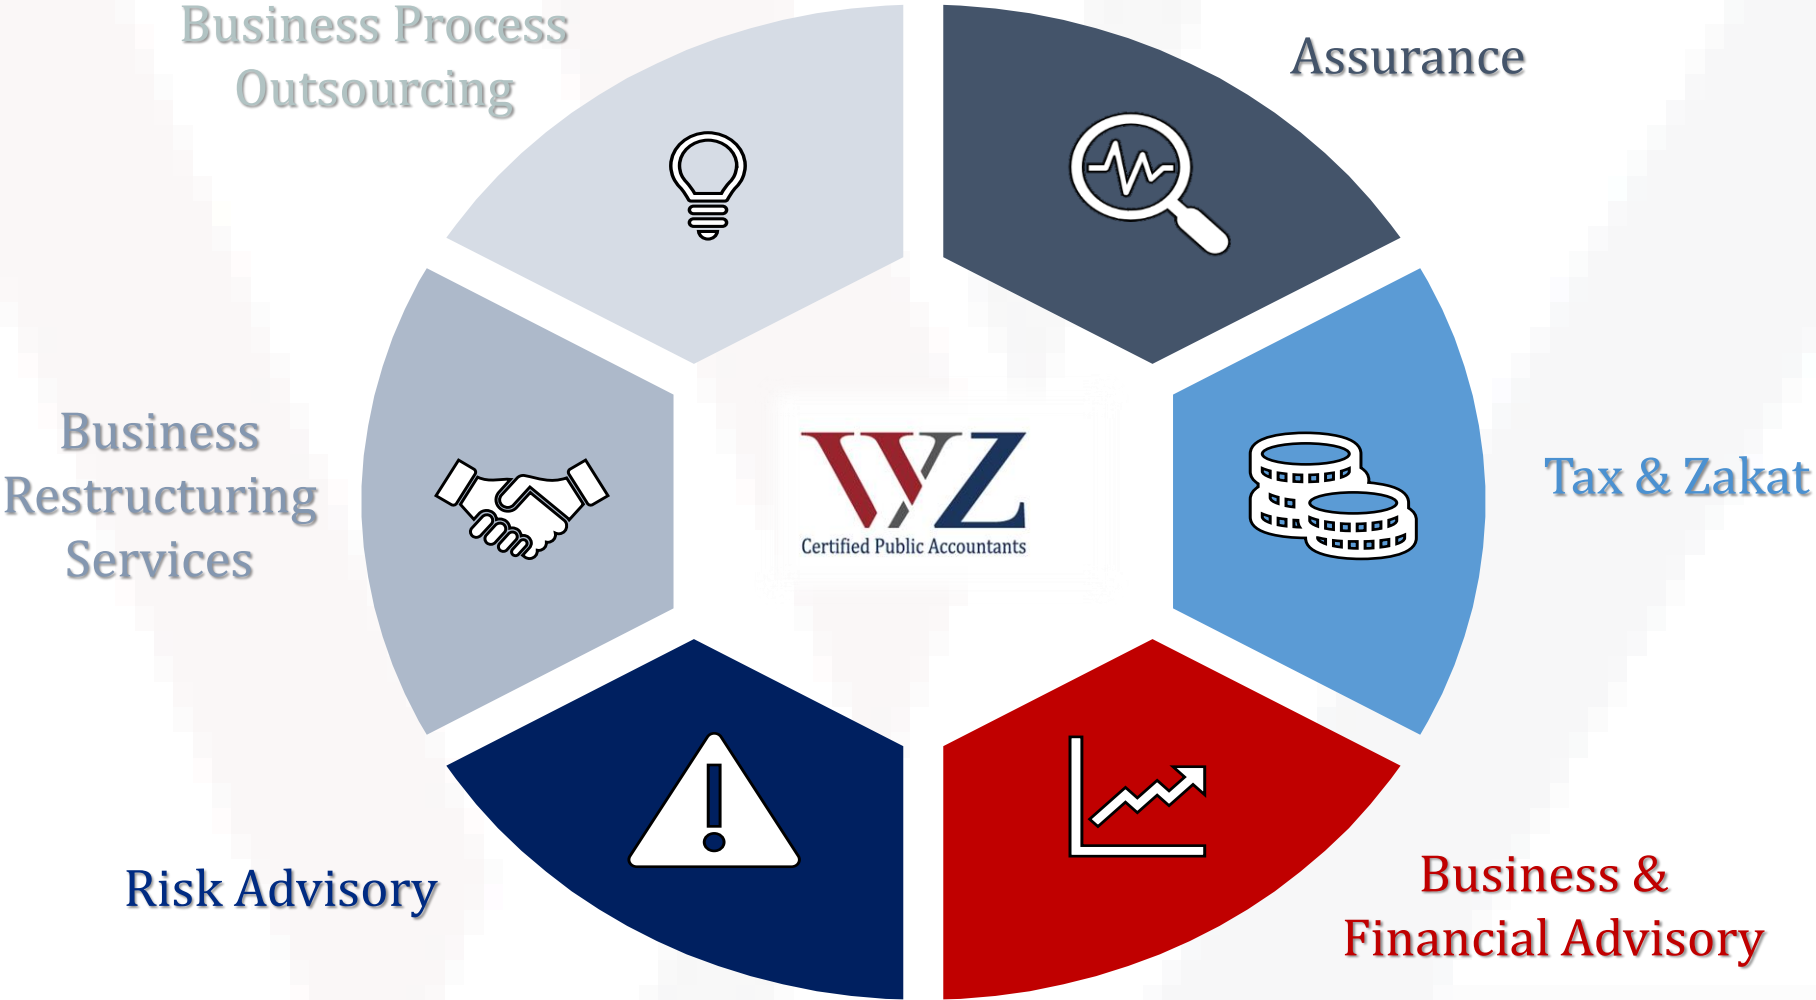 Business Process
Outsourcing
Assurance
Business
Restructuring
Services
WZ
Certified Public Accountants
Tax & Zakat
Risk Advisory
Business &
Financial Advisory